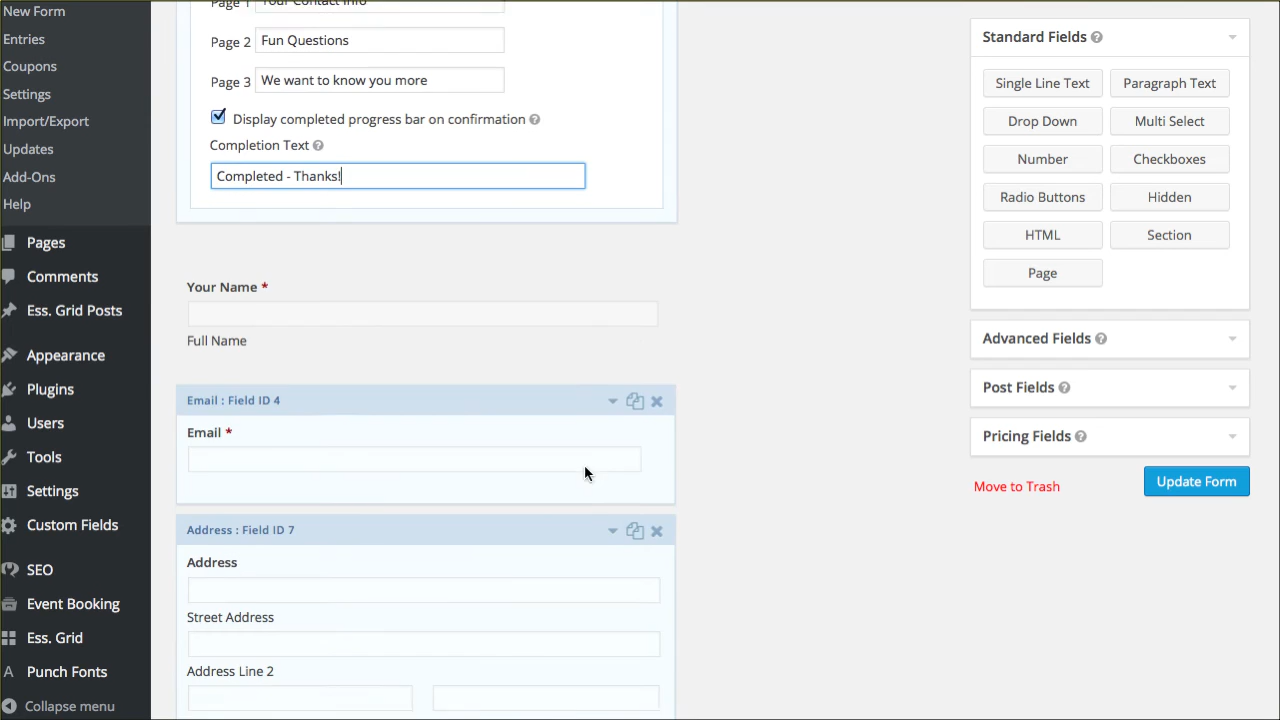 New Form
Entries
Coupons
Settings
Import/Export
Updates
Add-Ons
Help
Pages
Comments
Ess. Grid Posts
Appearance
Plugins
Users
Tools
Settings
Custom Fields
SEO
Event Booking
Ess. Grid
Punch Fonts
Collapse menu
Page 1 Your Contact Info
Page 2 Fun Questions
Page 3 We want to know you more
Display completed progress bar on confirmation ?
Completion Text ?
Completed - Thanks!
Your Name *
Full Name
Email : Field ID 4
Email *
Address : Field ID 7
Address
Street Address
Address Line 2
Standard Fields ?
Single Line Text Paragraph Text
Drop Down Multi Select
Number Checkboxes
Radio Buttons Hidden
HTML Section
Page
Advanced Fields ?
Post Fields ?
Pricing Fields ?
Move to Trash Update Form